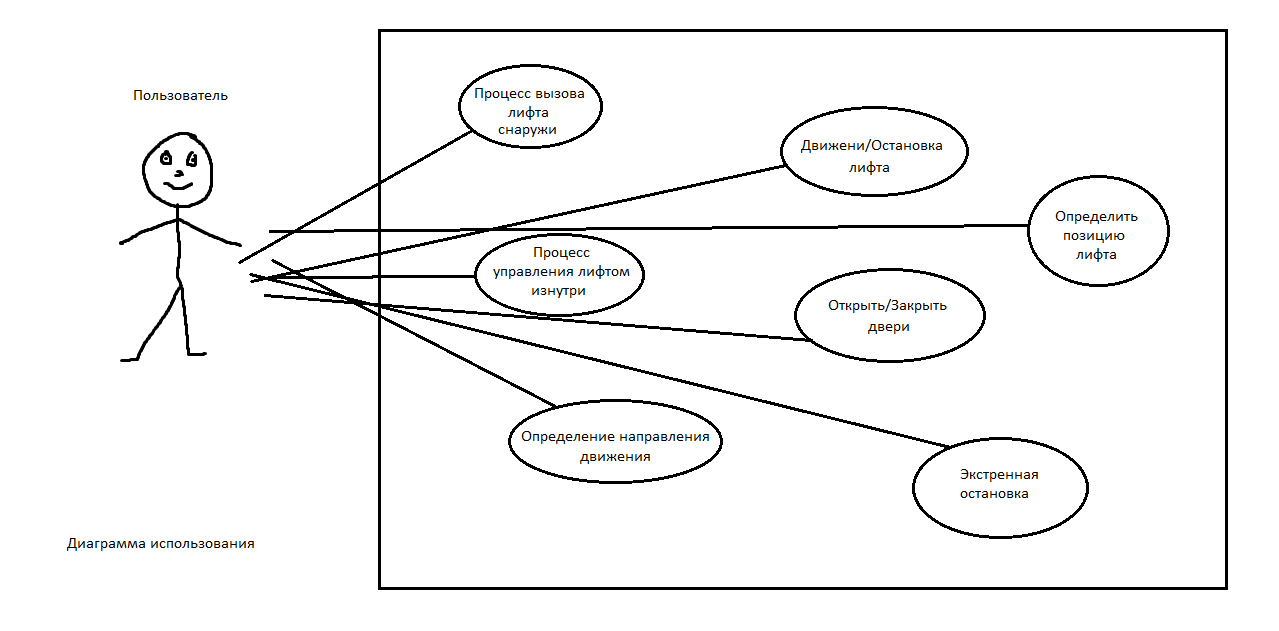 Пользователь
Процесс вызова
лифта
снаружи
Движени/Остановка
лифта
Определить
позицию
лифта
Процесс
управления лифтом
изнутри
Открыть/Закрыть
двери
Определение направления
движения
Экстренная
остановка
Диаграмма использования